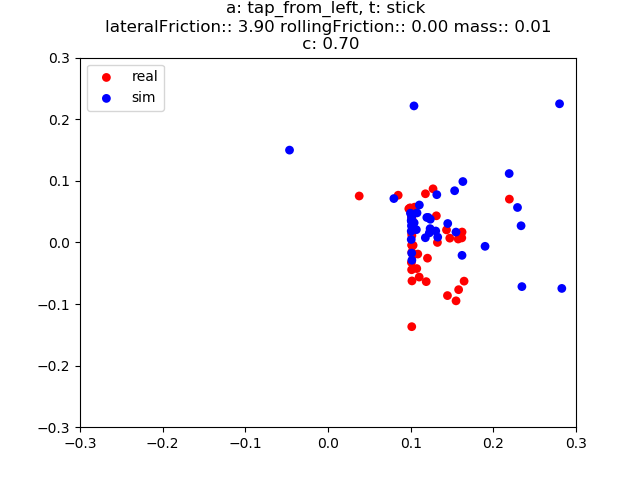 a: tap_from_left, t: stick
lateralFriction:: 3.90 rollingFriction:: 0.00 mass:: 0.01
c: 0.70
real
sim
0.3
0.2
0.1
0.0
−0.1
−0.2
−0.3
−0.3
−0.2
−0.1
0.0
0.1
0.2
0.3